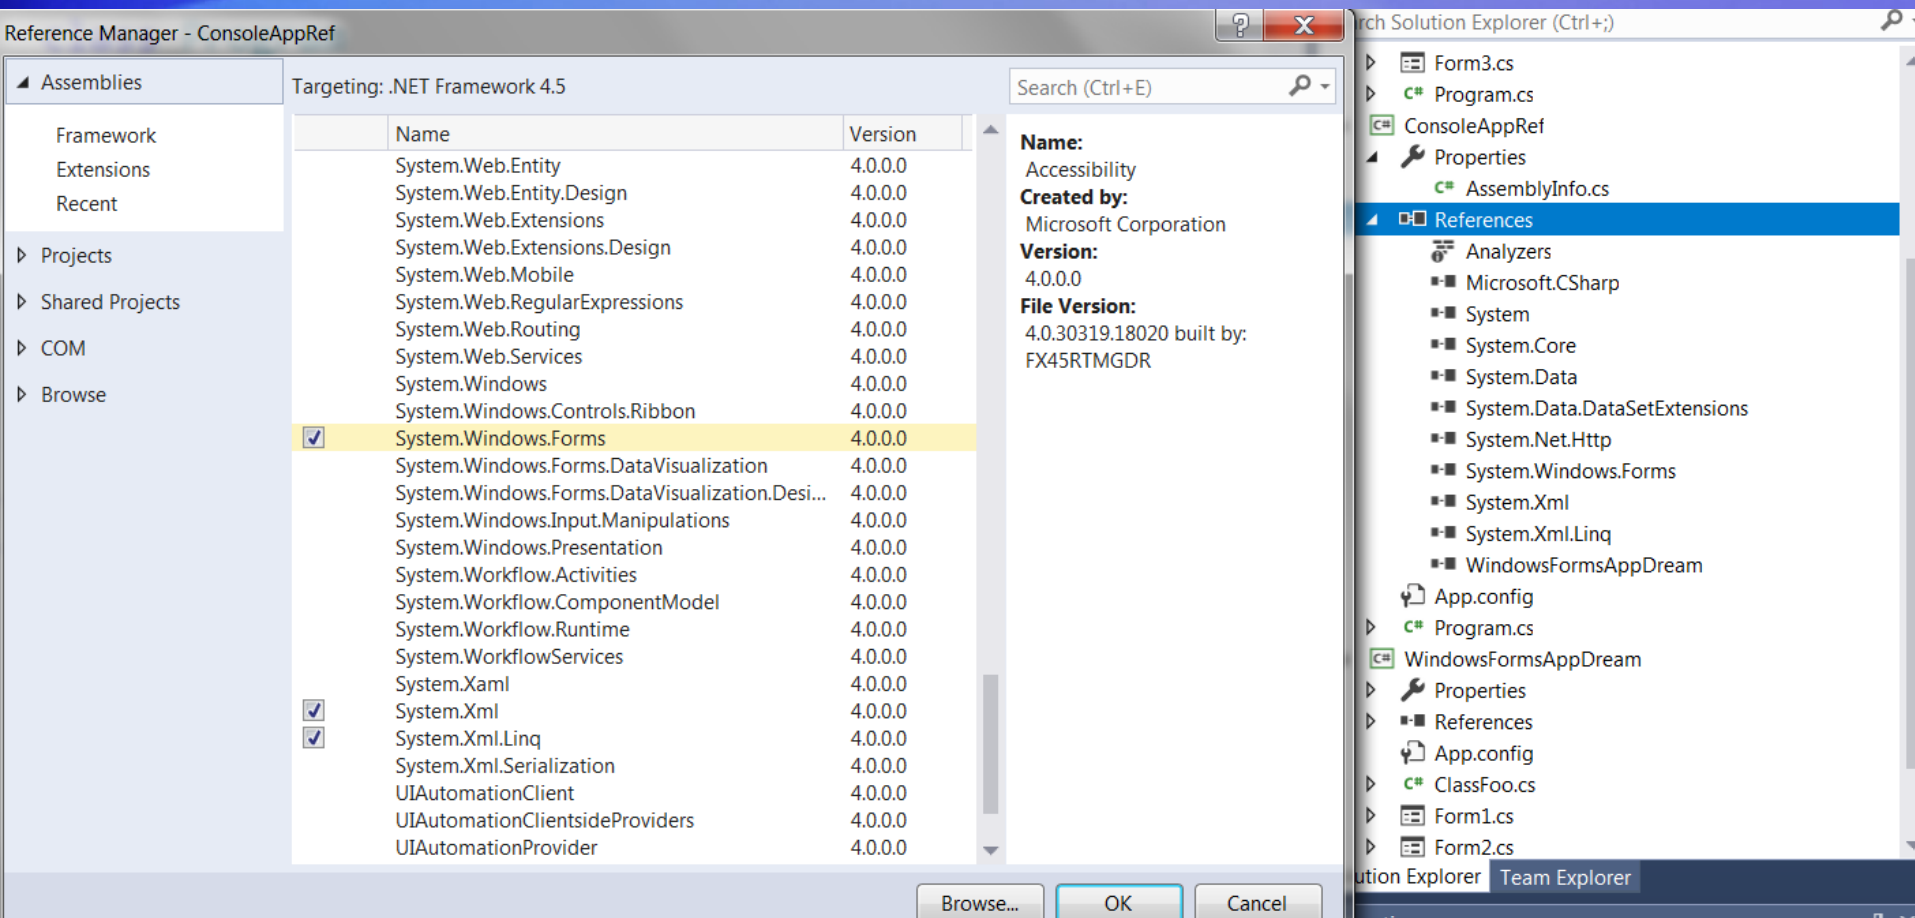 Reference Manager - ConsoleAppRef
Assemblies
Framework
Extensions
Recent
Projects
Shared Projects
COM
Browse
Targeting: .NET Framework 4.5
Search (Ctrl+E)
Name Version
System.Web.Entity 4.0.0.0
System.Web.Entity.Design 4.0.0.0
System.Web.Extensions 4.0.0.0
System.Web.Extensions.Design 4.0.0.0
System.Web.Mobile 4.0.0.0
System.Web.RegularExpressions 4.0.0.0
System.Web.Routing 4.0.0.0
System.Web.Services 4.0.0.0
System.Windows 4.0.0.0
System.Windows.Controls.Ribbon 4.0.0.0
System.Windows.Forms 4.0.0.0
System.Windows.Forms.DataVisualization 4.0.0.0
System.Windows.Forms.DataVisualization.Desi... 4.0.0.0
System.Windows.Input.Manipulations 4.0.0.0
System.Windows.Presentation 4.0.0.0
System.Workflow.Activities 4.0.0.0
System.Workflow.ComponentModel 4.0.0.0
System.Workflow.Runtime 4.0.0.0
System.WorkflowServices 4.0.0.0
System.Xaml 4.0.0.0
System.Xml 4.0.0.0
System.Xml.Linq 4.0.0.0
System.Xml.Serialization 4.0.0.0
UIAutomationClient 4.0.0.0
UIAutomationClientsideProviders 4.0.0.0
UIAutomationProvider 4.0.0.0
Name:
Accessibility
Created by:
Microsoft Corporation
Version:
4.0.0.0
File Version:
4.0.30319.18020 built by:
FX45RTMGDR
Browse... OK Cancel
rch Solution Explorer (Ctrl+;)
Form3.cs
C# Program.cs
C# ConsoleAppRef
Properties
C# AssemblyInfo.cs
References
Analyzers
Microsoft.CSharp
System
System.Core
System.Data
System.Data.DataSetExtensions
System.Net.Http
System.Windows.Forms
System.Xml
System.Xml.Linq
WindowsFormsAppDream
App.config
C# Program.cs
C# WindowsFormsAppDream
Properties
References
App.config
C# ClassFoo.cs
Form1.cs
Form2.cs
ution Explorer Team Explorer